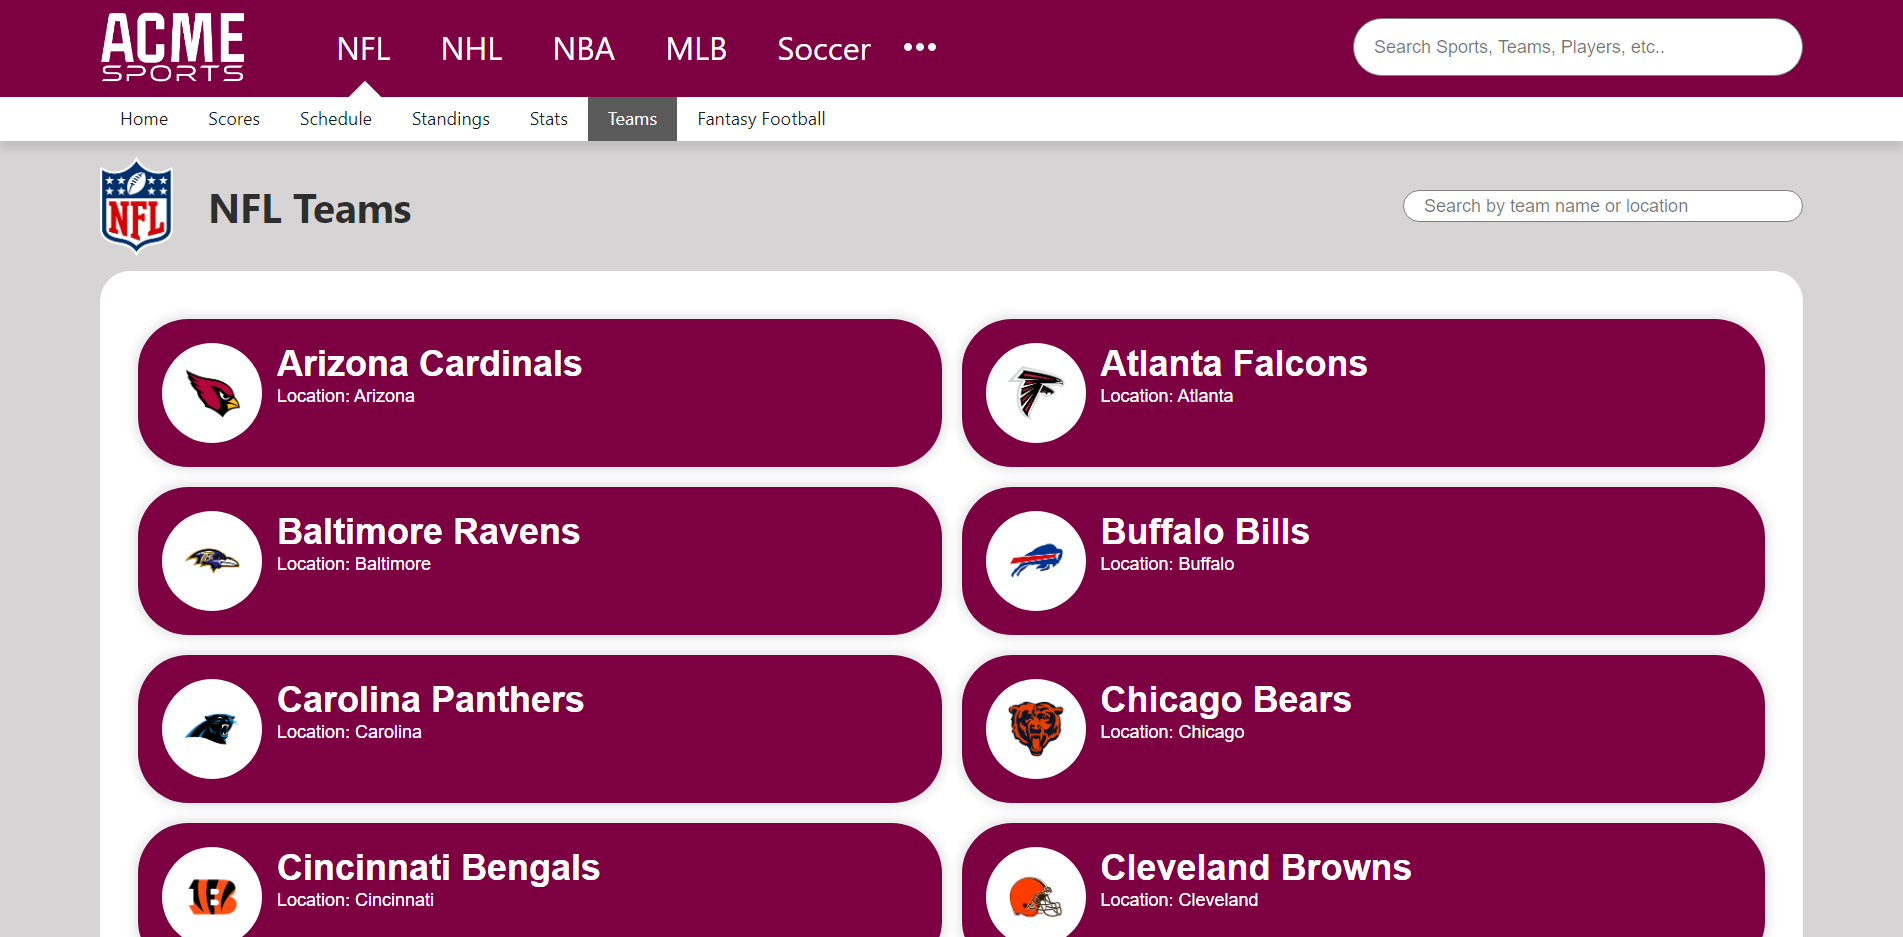 ACME
SPORTS
NFL NHL NBA MLB Soccer •••
Search Sports, Teams, Players, etc..
Home Scores Schedule Standings Stats Teams Fantasy Football
NFL
NFL Teams
Search by team name or location
Arizona Cardinals
Location: Arizona
Atlanta Falcons
Location: Atlanta
Baltimore Ravens
Location: Baltimore
Buffalo Bills
Location: Buffalo
Carolina Panthers
Location: Carolina
Chicago Bears
Location: Chicago
Cincinnati Bengals
Location: Cincinnati
Cleveland Browns
Location: Cleveland